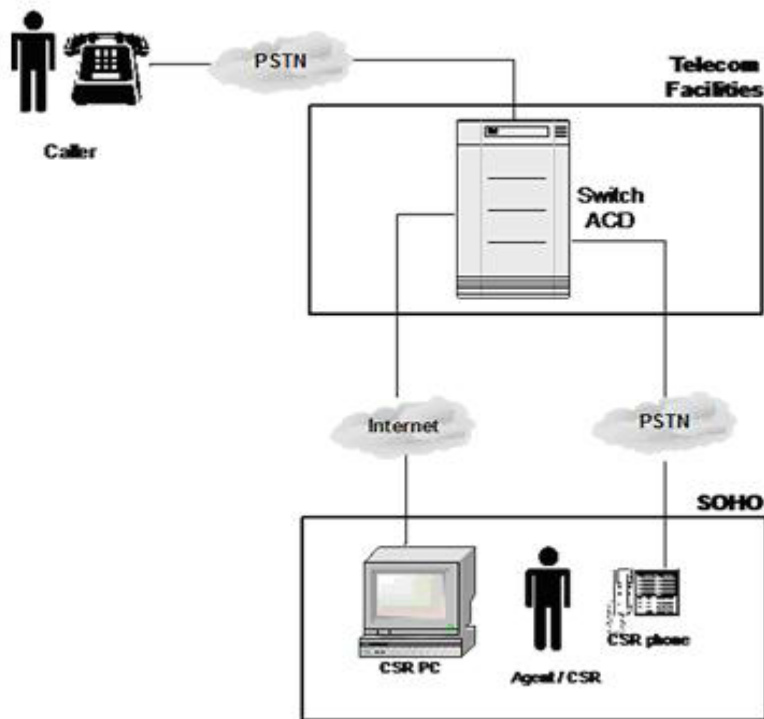 PSTN
Telecom
Facilities
Caller
Switch
ACD
Internet
PSTN
SOHO
CSR PC
Agent / CSR
CSR phone